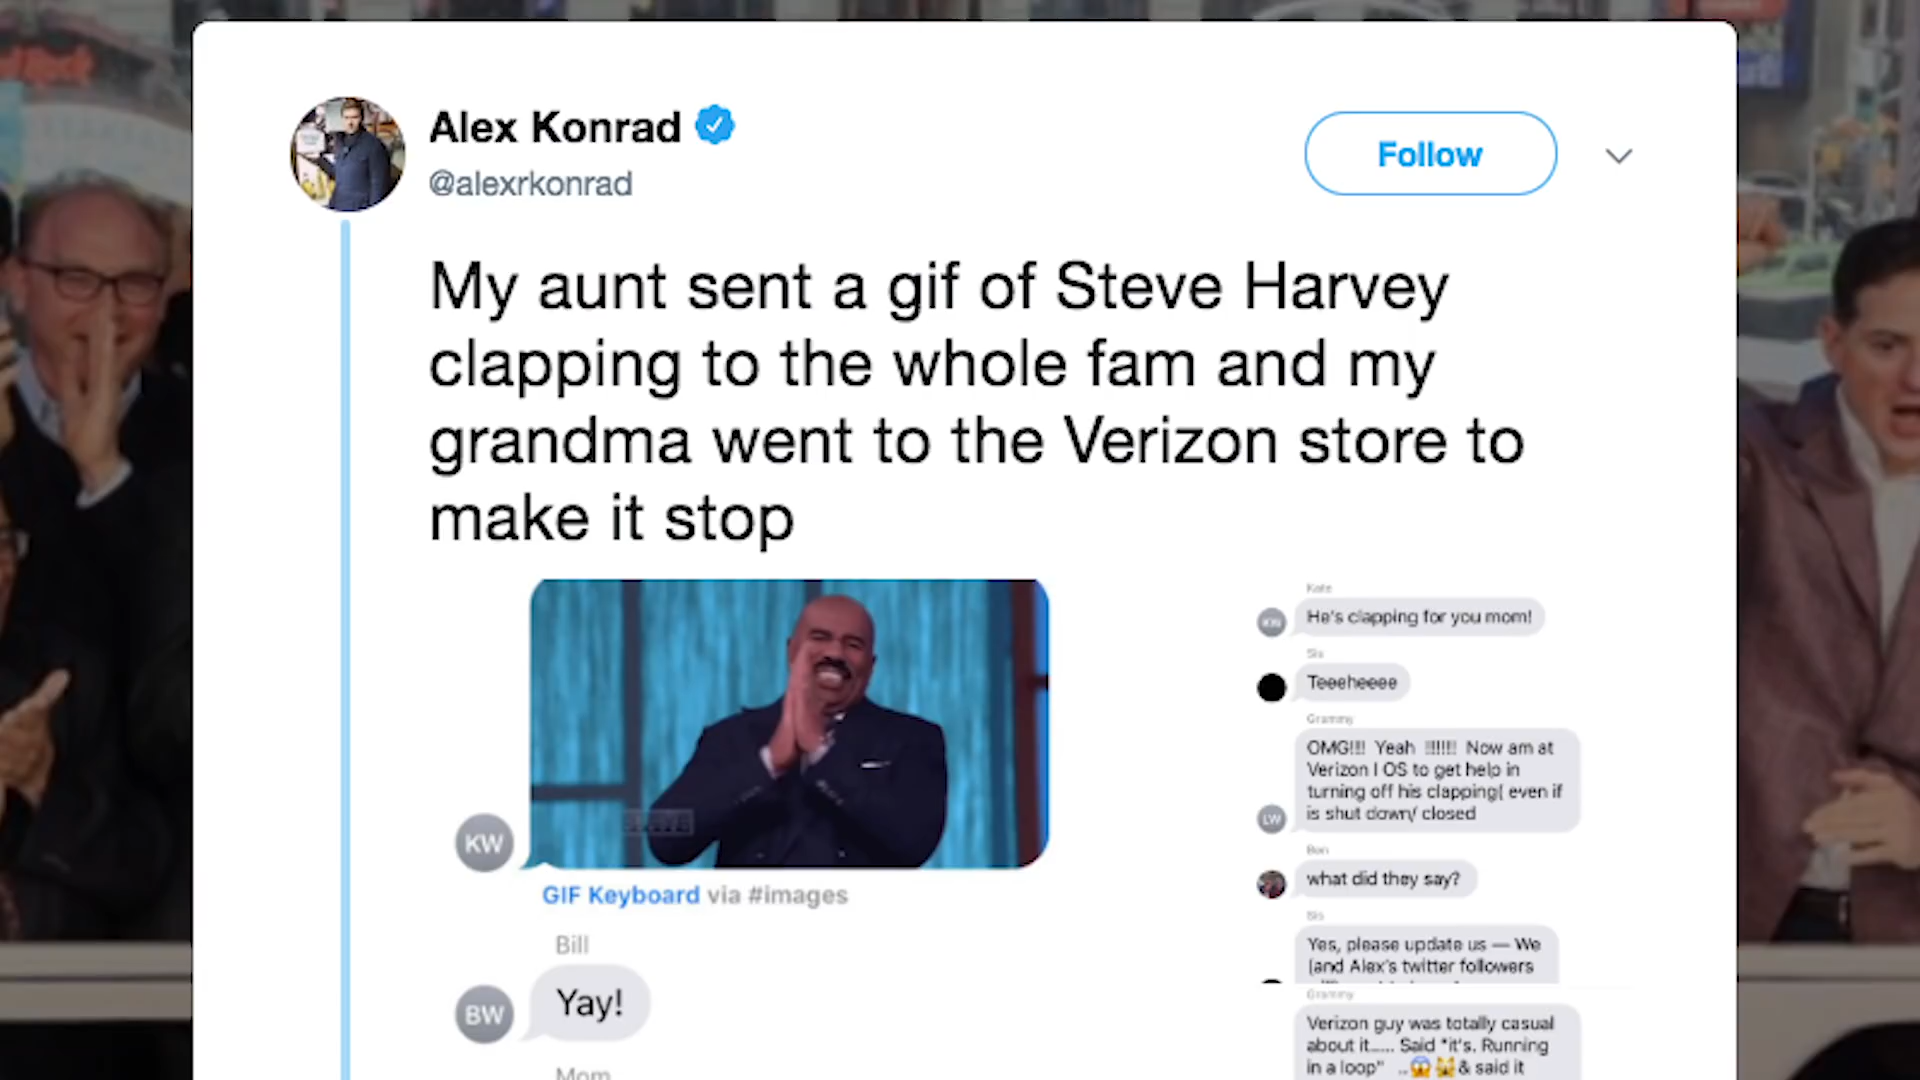 Alex Konrad
@alexrkonrad
Follow
My aunt sent a gif of Steve Harvey
clapping to the whole fam and my
grandma went to the Verizon store to
make it stop
KW
GIF Keyboard via #images
Bill
BW
Yay!
Mom
Kate
KW
He's clapping for you mom!
Sis
Teeeheeee
Grammy
OMG!!! Yeah !!!!!! Now am at
Verizon I OS to get help in
turning off his clapping( even if
is shut down/ closed
LW
Ben
what did they say?
Sis
Yes, please update us — We
(and Alex's twitter followers
Grammy
Verizon guy was totally casual
about it..... Said "it's. Running
in a loop" ..😱🙀& said it